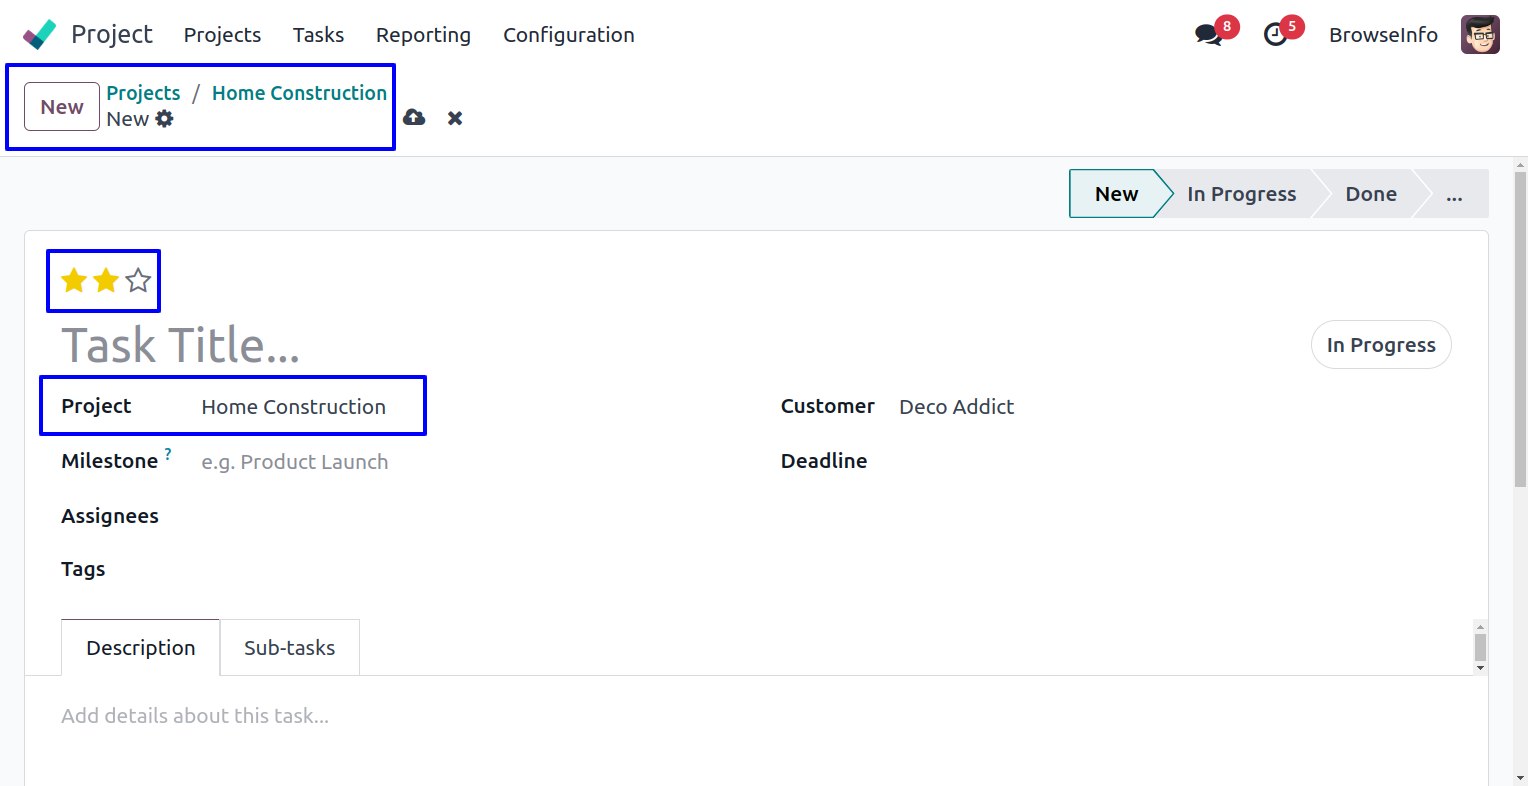 Project Projects Tasks Reporting Configuration 8 5 BrowseInfo
New Projects / Home Construction
New
New In Progress Done ...
Task Title...
In Progress
Project Home Construction Customer Deco Addict
Milestone ? e.g. Product Launch Deadline
Assignees
Tags
Description Sub-tasks
Add details about this task...